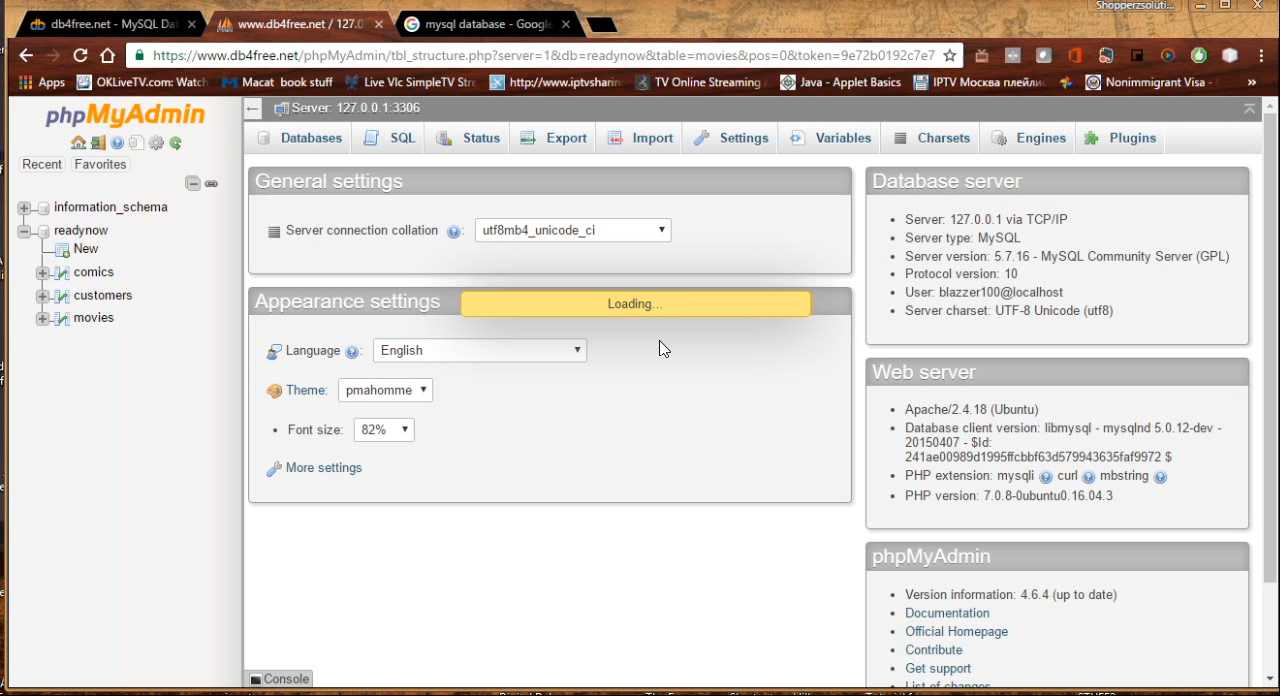 Shopperzsoluti...
db4free.net - MySQL Dat
www.db4free.net / 127.0
mysql database - Google
https://www.db4free.net/phpMyAdmin/tbl_structure.php?server=1&db=readynow&table=movies&pos=0&token=9e72b0192c7e7
Apps
OKLiveTV.com: Watch
Macat book stuff
Live Vlc SimpleTV Stre
http://www.iptvsharin
TV Online Streaming /
Java - Applet Basics
IPTV Москва плейли
Nonimmigrant Visa -
»
phpMyAdmin
Recent
Favorites
information_schema
readynow
New
comics
customers
movies
Server: 127.0.0.1:3306
Databases
SQL
Status
Export
Import
Settings
Variables
Charsets
Engines
Plugins
General settings
Server connection collation :
utf8mb4_unicode_ci
Appearance settings
Loading...
Language :
English
Theme:
pmahomme
• Font size:
82%
More settings
Database server
• Server: 127.0.0.1 via TCP/IP
• Server type: MySQL
• Server version: 5.7.16 - MySQL Community Server (GPL)
• Protocol version: 10
• User: blazzer100@localhost
• Server charset: UTF-8 Unicode (utf8)
Web server
• Apache/2.4.18 (Ubuntu)
• Database client version: libmysql - mysqlnd 5.0.12-dev -
20150407 - $Id:
241ae00989d1995ffcbbf63d579943635faf9972 $
• PHP extension: mysqli curl mbstring
• PHP version: 7.0.8-0ubuntu0.16.04.3
phpMyAdmin
• Version information: 4.6.4 (up to date)
• Documentation
• Official Homepage
• Contribute
• Get support
• List of changes
Console